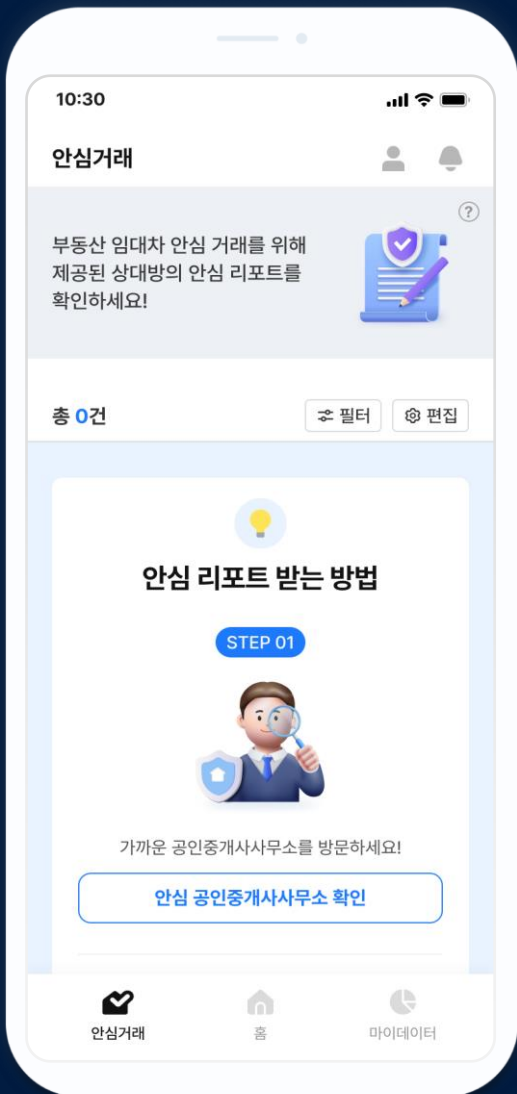 10:30
안심거래
?
부동산 임대차 안심 거래를 위해
제공된 상대방의 안심 리포트를
확인하세요!
총 0건
필터
편집
안심 리포트 받는 방법
STEP 01
가까운 공인중개사사무소를 방문하세요!
안심 공인중개사사무소 확인
안심거래
홈
마이데이터